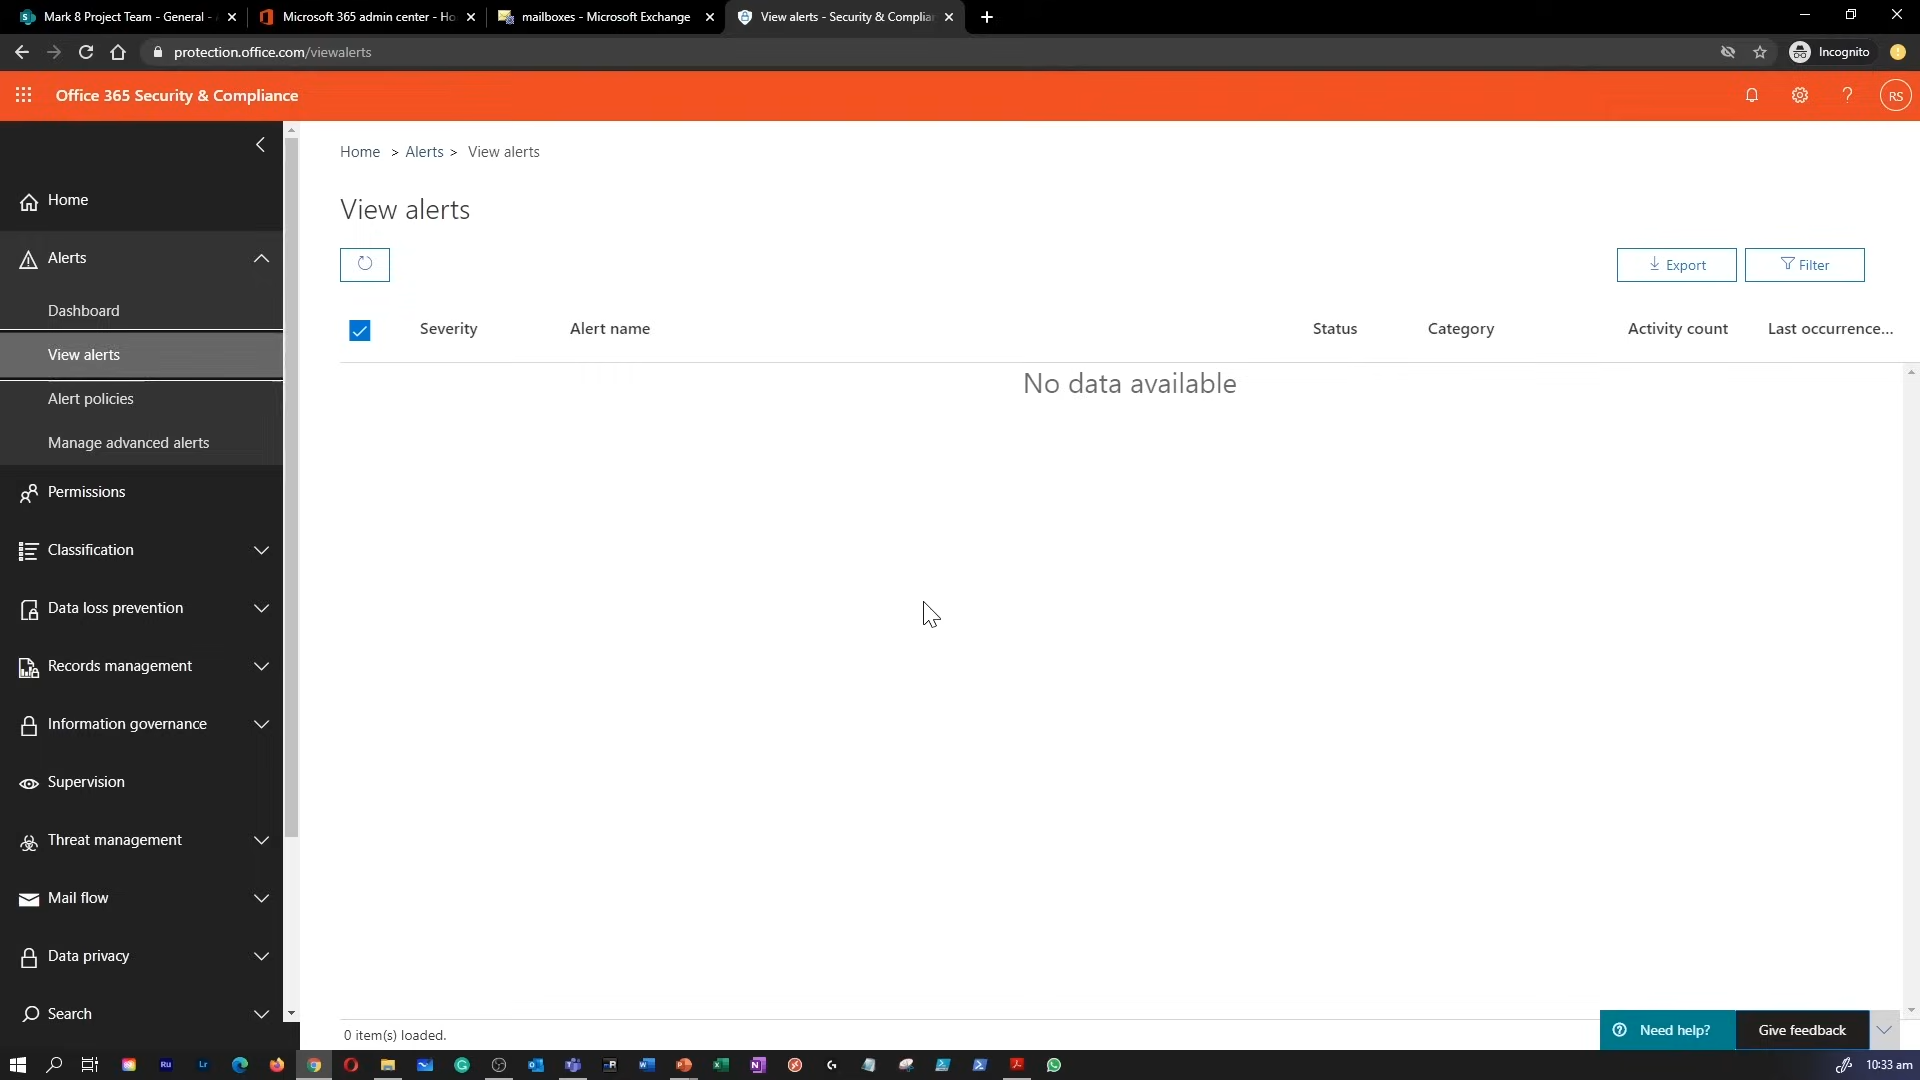 Mark 8 Project Team - General -
Microsoft 365 admin center - Ho
mailboxes - Microsoft Exchange
View alerts - Security & Complian
protection.office.com/viewalerts
Incognito
Office 365 Security & Compliance
RS
Home > Alerts > View alerts
Home
View alerts
Alerts
Export
Filter
Dashboard
Severity
Alert name
Status
Category
Activity count
Last occurrence...
View alerts
No data available
Alert policies
Manage advanced alerts
Permissions
Classification
Data loss prevention
Records management
Information governance
Supervision
Threat management
Mail flow
Data privacy
Search
0 item(s) loaded.
Need help?
Give feedback
10:33 am